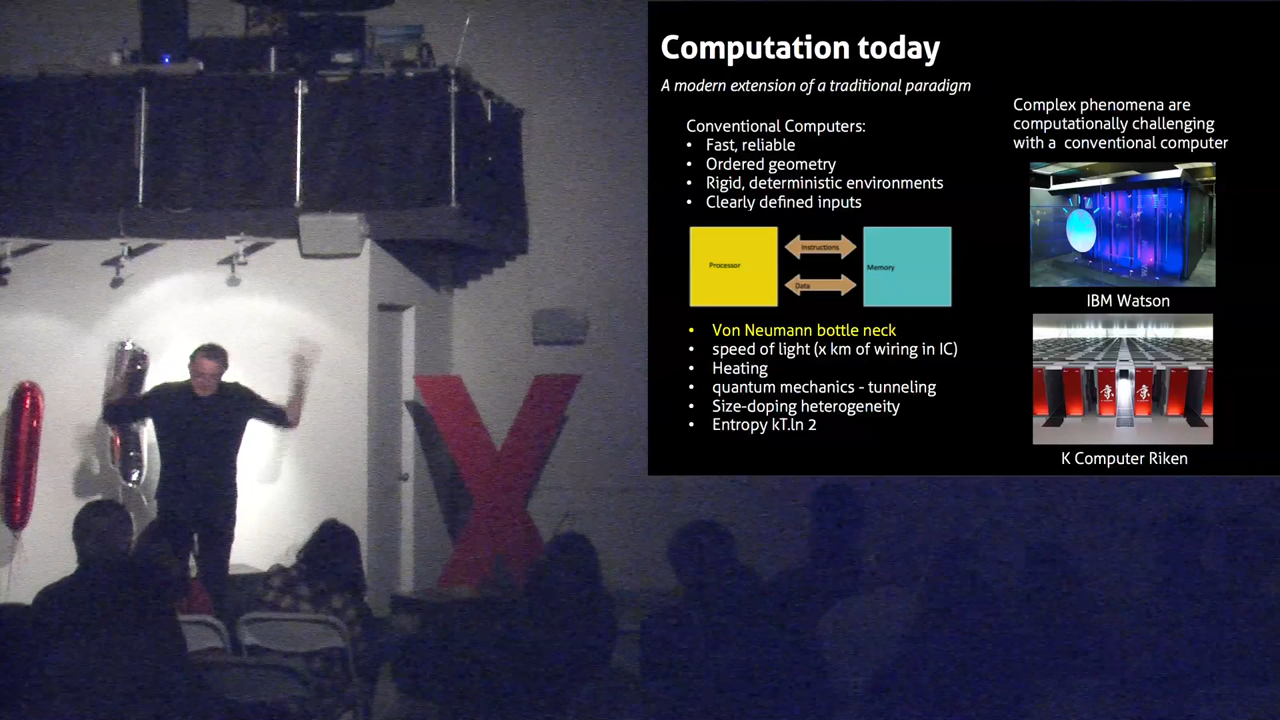 Computation today
A modern extension of a traditional paradigm
Conventional Computers:
• Fast, reliable
• Ordered geometry
• Rigid, deterministic environments
• Clearly defined inputs
Processor
Instructions
Data
Memory
• Von Neumann bottle neck
• speed of light (x km of wiring in IC)
• Heating
• quantum mechanics - tunneling
• Size-doping heterogeneity
• Entropy kT.ln 2
Complex phenomena are
computationally challenging
with a conventional computer
IBM Watson
京
京
K Computer Riken
X